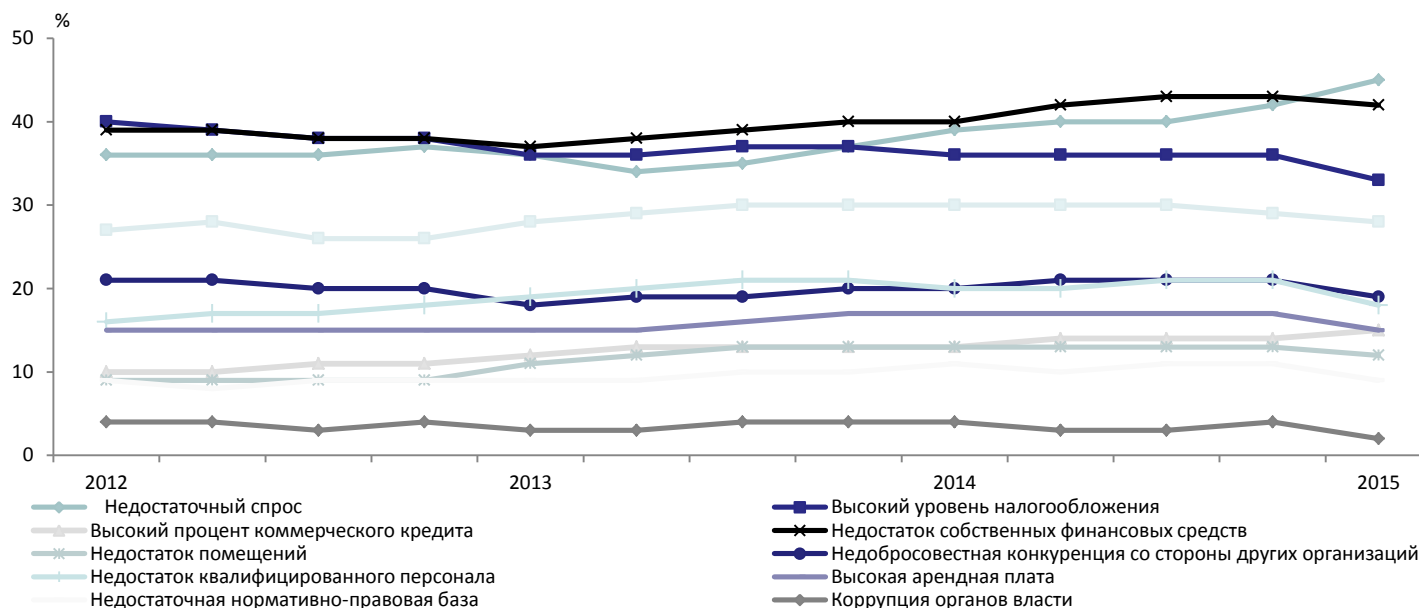 %
50
40
30
20
10
0
2012 2013 2014 2015
Недостаточный спрос
Высокий уровень налогообложения
Высокий процент коммерческого кредита
Недостаток собственных финансовых средств
Недостаток помещений
Недобросовестная конкуренция со стороны других организаций
Недостаток квалифицированного персонала
Высокая арендная плата
Недостаточная нормативно-правовая база
Коррупция органов власти